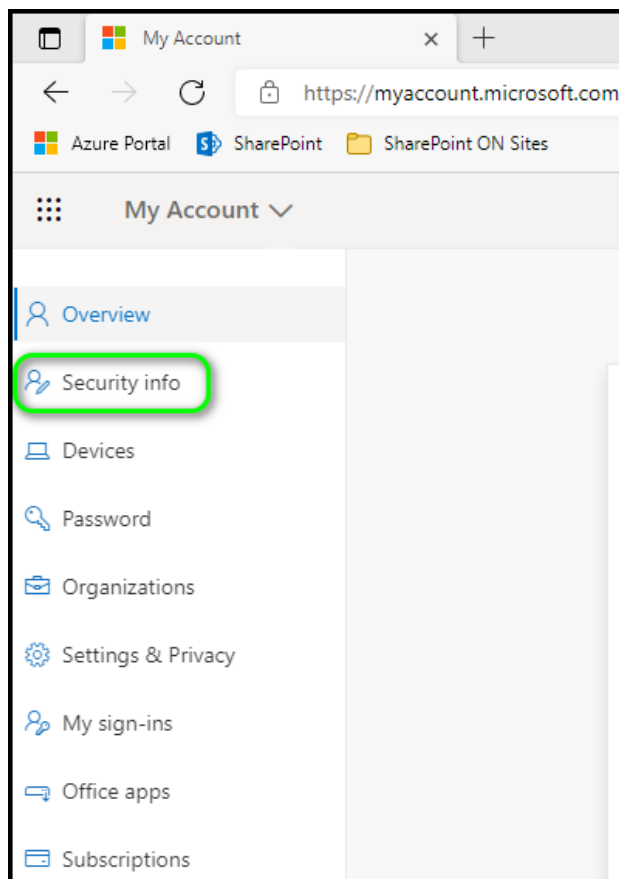 My Account
https://myaccount.microsoft.com
Azure Portal SharePoint SharePoint ON Sites
My Account
Overview
Security info
Devices
Password
Organizations
Settings & Privacy
My sign-ins
Office apps
Subscriptions